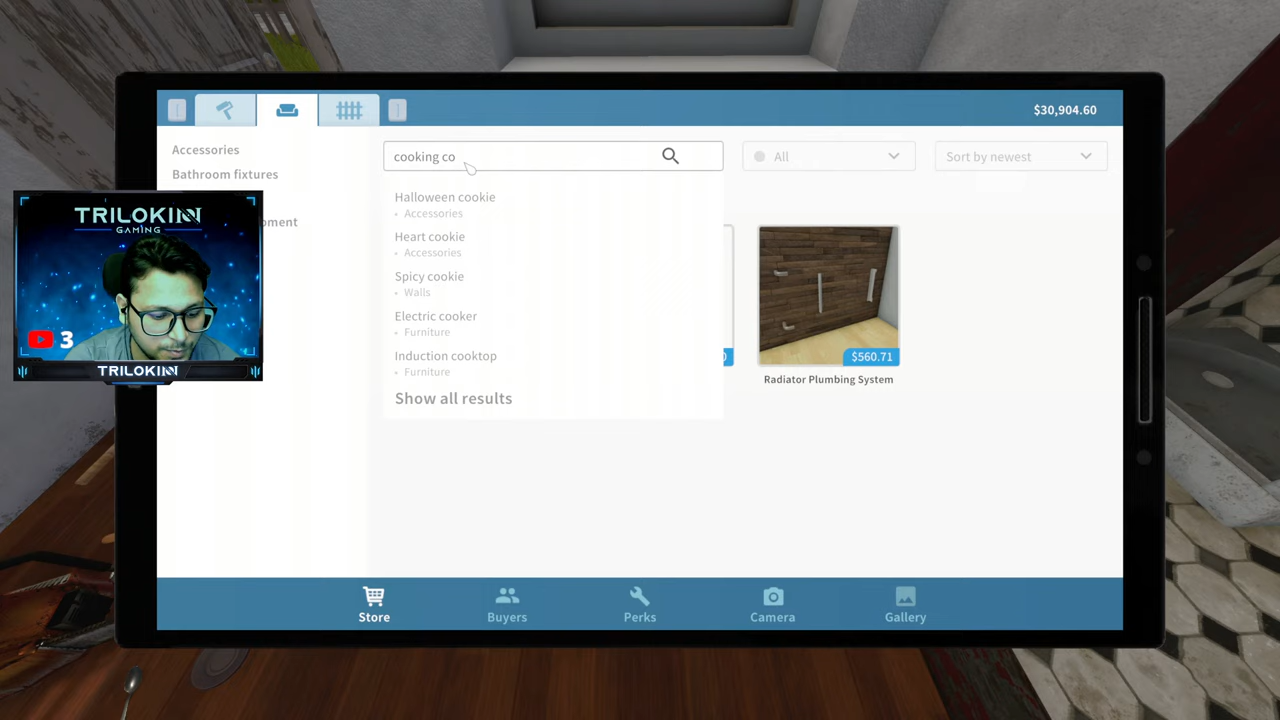 $30,904.60
Accessories
Bathroom fixtures
cooking co
All
Sort by newest
Halloween cookie
• Accessories
Heart cookie
• Accessories
Spicy cookie
• Walls
Electric cooker
• Furniture
Induction cooktop
• Furniture
Show all results
$560.71
Radiator Plumbing System
TRILOKIN
GAMING
3
TRILOKIN
Store
Buyers
Perks
Camera
Gallery